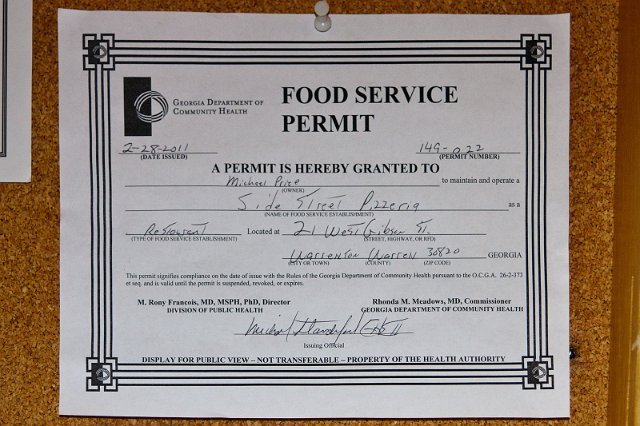 GEORGIA DEPARTMENT OF
COMMUNITY HEALTH
FOOD SERVICE
PERMIT
2-28-2011
149-022
(DATE ISSUED)
(PERMIT NUMBER)
A PERMIT IS HEREBY GRANTED TO
Michael Price to maintain and operate a
(OWNER)
Side Street Pizzeria as a
(NAME OF FOOD SERVICE ESTABLISHMENT)
Restaurant Located at 21 West Gibson St.
(TYPE OF FOOD SERVICE ESTABLISHMENT) (STREET, HIGHWAY, OR RFD)
Warrenton Warren 30820 GEORGIA
(CITY OR TOWN) (COUNTY) (ZIP CODE)
This permit signifies compliance on the date of issue with the Rules of the Georgia Department of Community Health pursuant to the O.C.G.A. 26-2-373
et seq. and is valid until the permit is suspended, revoked, or expires.
M. Rony Francois, MD, MSPH, PhD, Director
DIVISION OF PUBLIC HEALTH
Rhonda M. Meadows, MD, Commissioner
GEORGIA DEPARTMENT OF COMMUNITY HEALTH
Issuing Official
DISPLAY FOR PUBLIC VIEW – NOT TRANSFERABLE – PROPERTY OF THE HEALTH AUTHORITY